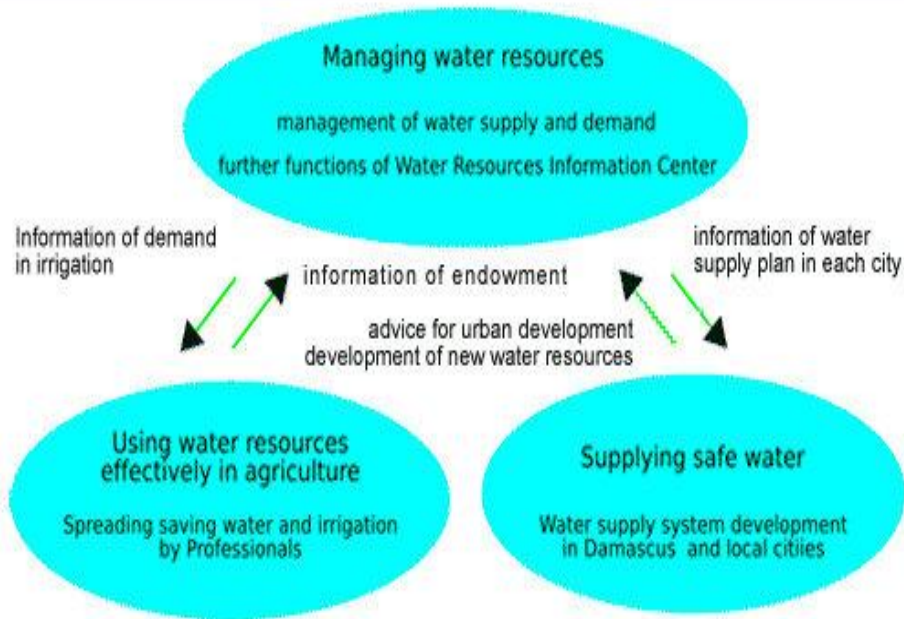 Managing water resources
management of water supply and demand
further functions of Water Resources Information Center
Information of demand
in irrigation
information of endowment
information of water
supply plan in each city
advice for urban development
development of new water resources
Using water resources
effectively in agriculture
Spreading saving water and irrigation
by Professionals
Supplying safe water
Water supply system development
in Damascus and local citiies